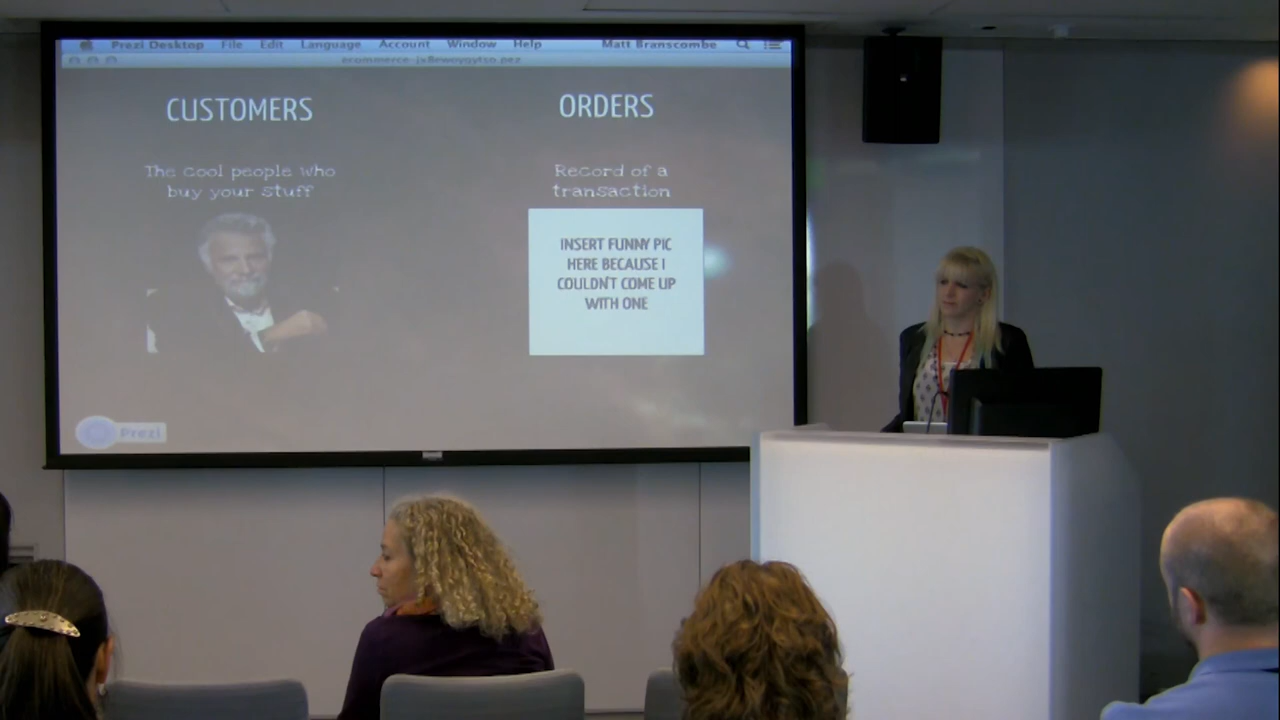 Prezi Desktop File Edit Language Account Window Help Matt Branscombe
CUSTOMERS
The cool people who
buy your stuff
ORDERS
Record of a
transaction
INSERT FUNNY PIC
HERE BECAUSE I
COULDN'T COME UP
WITH ONE
Prezi